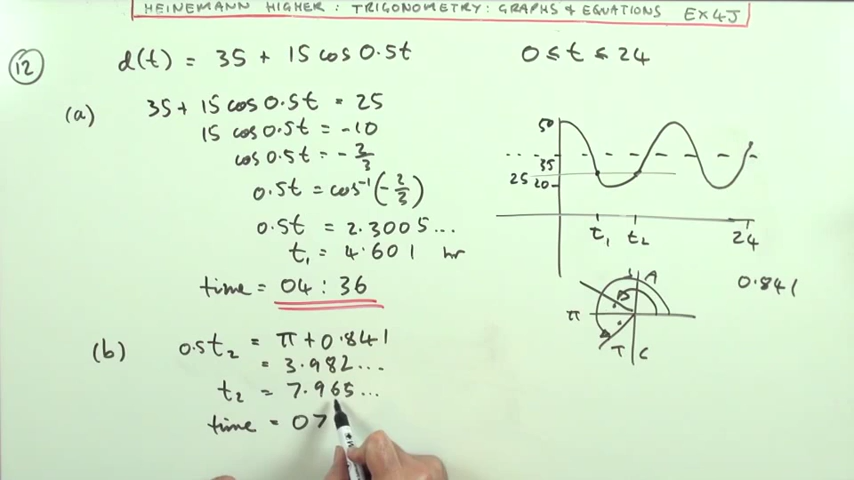 HEINEMANN HIGHER : TRIGONOMETRY : GRAPHS & EQUATIONS EX 4J
12 d(t) = 35 + 15 cos 0.5t 0 ≤ t ≤ 24
(a) 35 + 15 cos 0.5t = 25
15 cos 0.5t = -10
cos 0.5t = -2/3
0.5t = cos⁻¹(-2/3)
0.5t = 2.3005...
t₁ = 4.601 hr
time = 04 : 36
50
35
25 20
t₁ t₂ 24
S A
π
T C
0.841
(b) 0.5t₂ = π + 0.841
= 3.982...
t₂ = 7.965...
time = 07